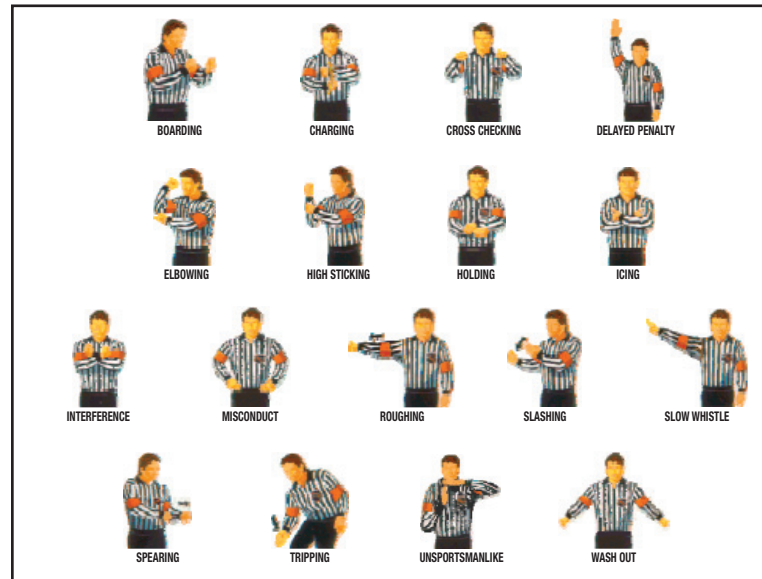 BOARDING
CHARGING
CROSS CHECKING
DELAYED PENALTY
ELBOWING
HIGH STICKING
HOLDING
ICING
INTERFERENCE
MISCONDUCT
ROUGHING
SLASHING
SLOW WHISTLE
SPEARING
TRIPPING
UNSPORTSMANLIKE
WASH OUT